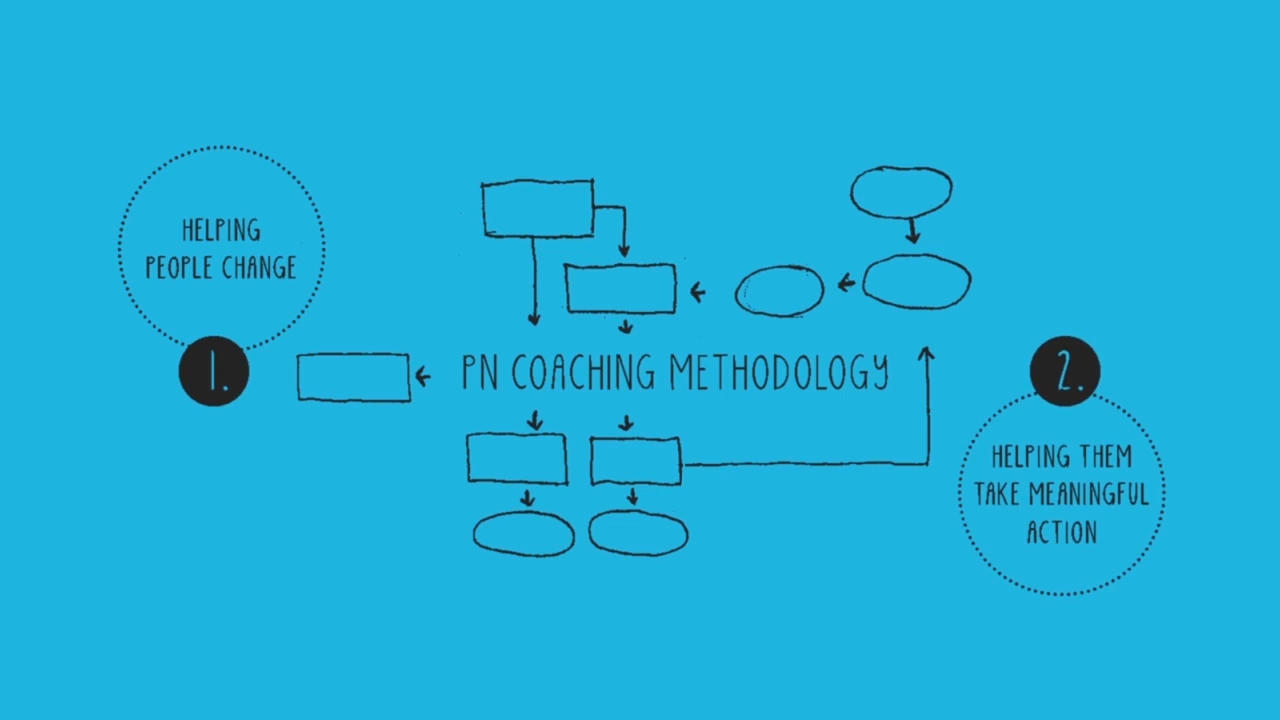 HELPING
PEOPLE CHANGE
1.
PN COACHING METHODOLOGY
2.
HELPING THEM
TAKE MEANINGFUL
ACTION